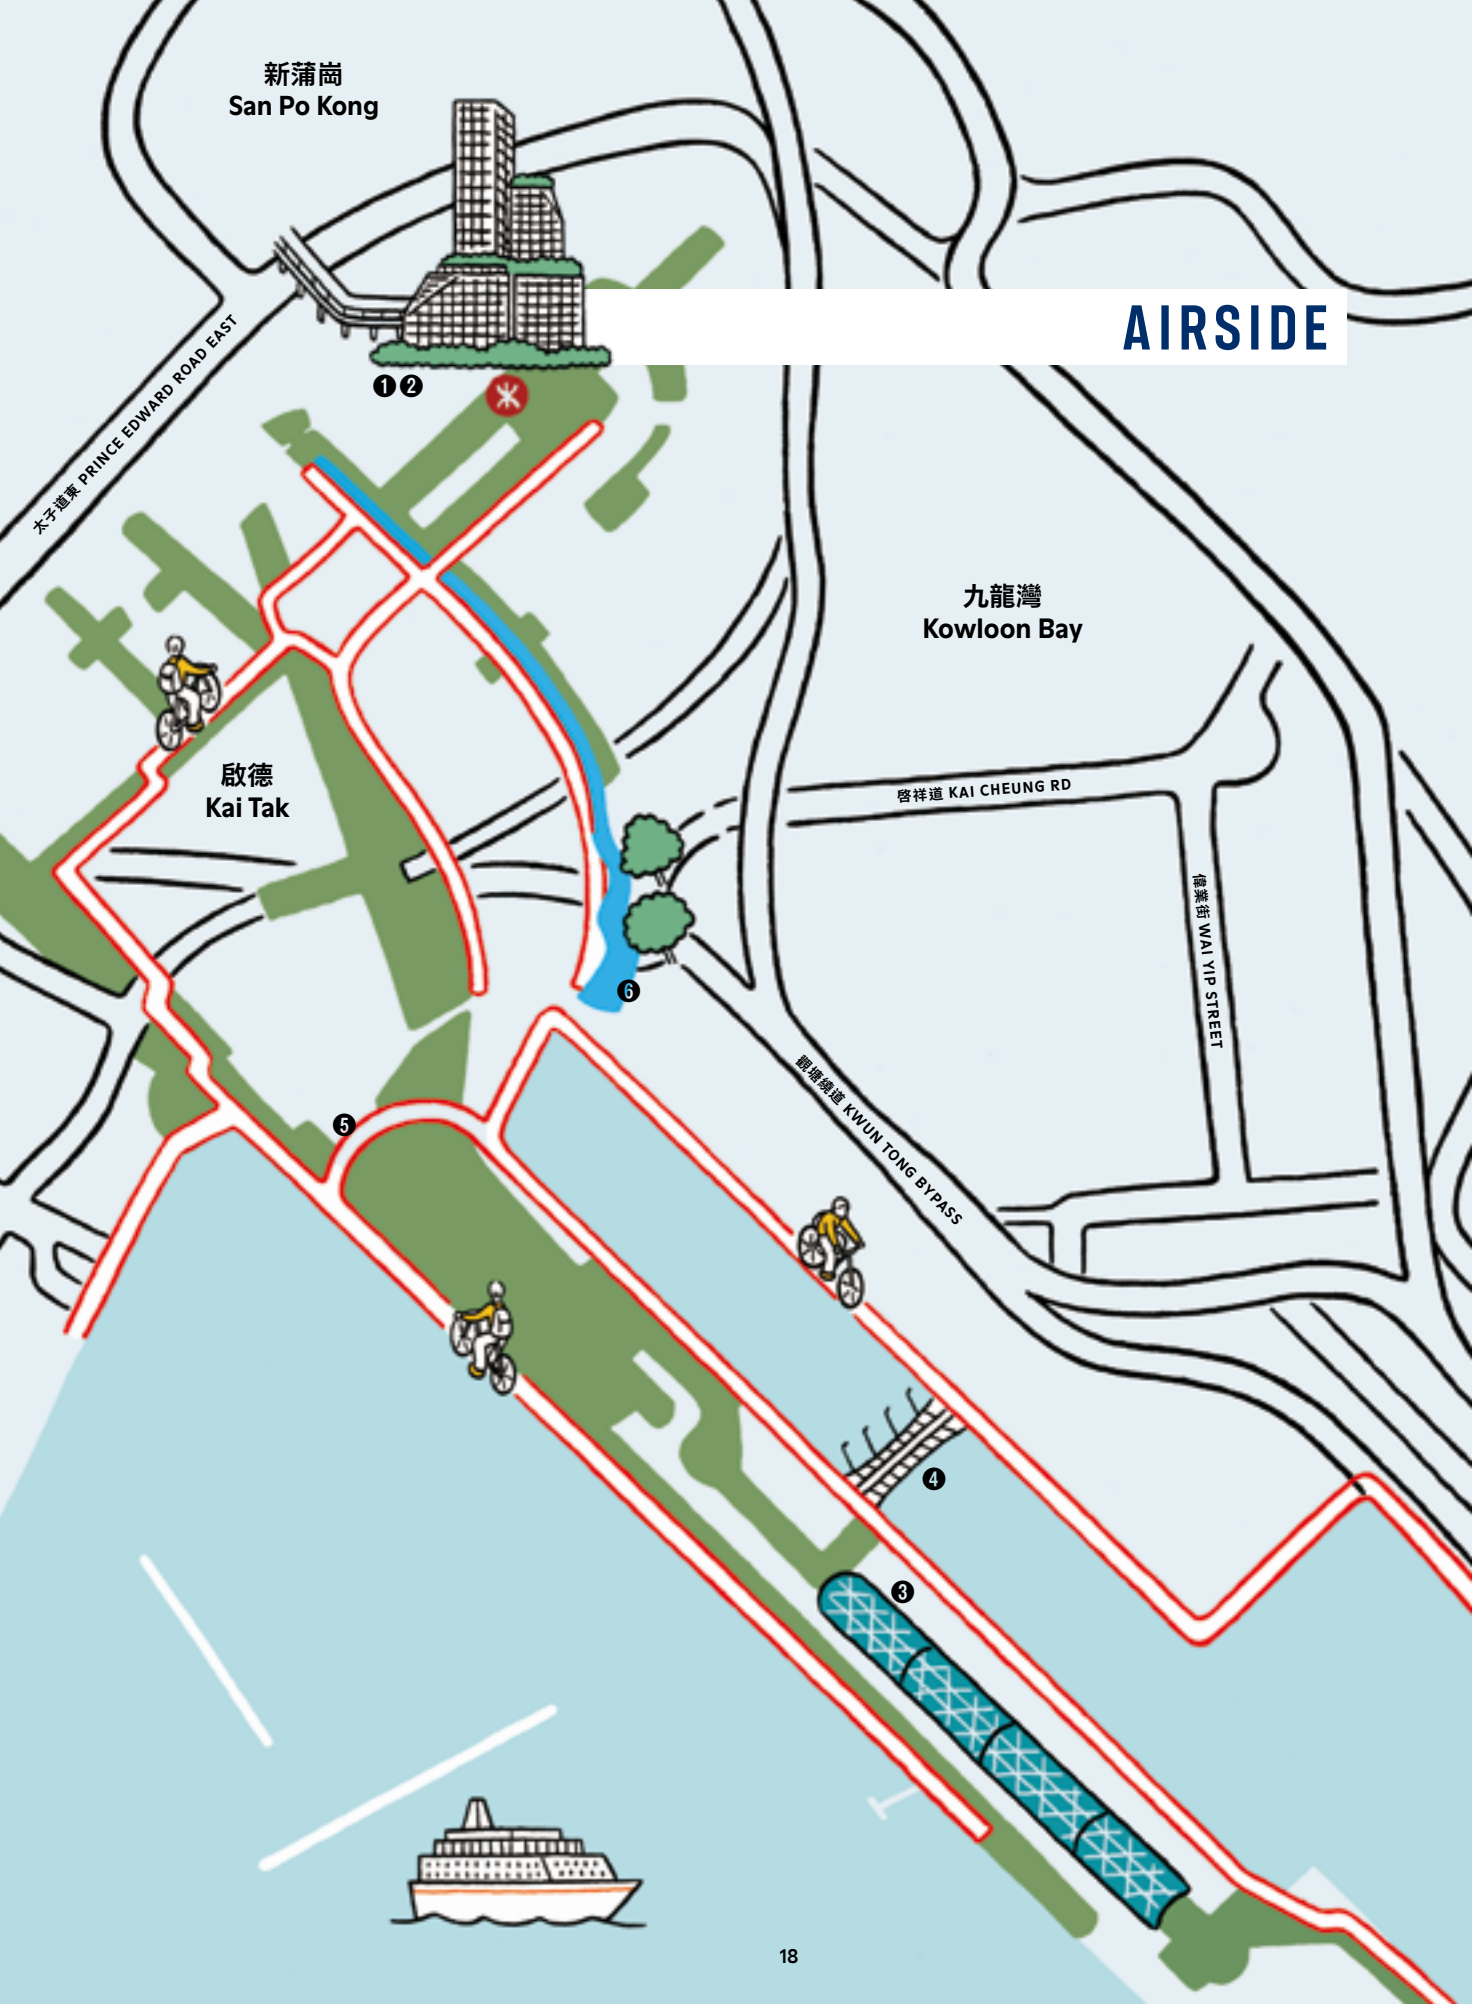 新蒲崗
San Po Kong
AIRSIDE
太子道東 PRINCE EDWARD ROAD EAST
❶❷
九龍灣
Kowloon Bay
啟德
Kai Tak
啓祥道 KAI CHEUNG RD
偉業街 WAI YIP STREET
❻
觀塘繞道 KWUN TONG BYPASS
❺
❹
❸
18